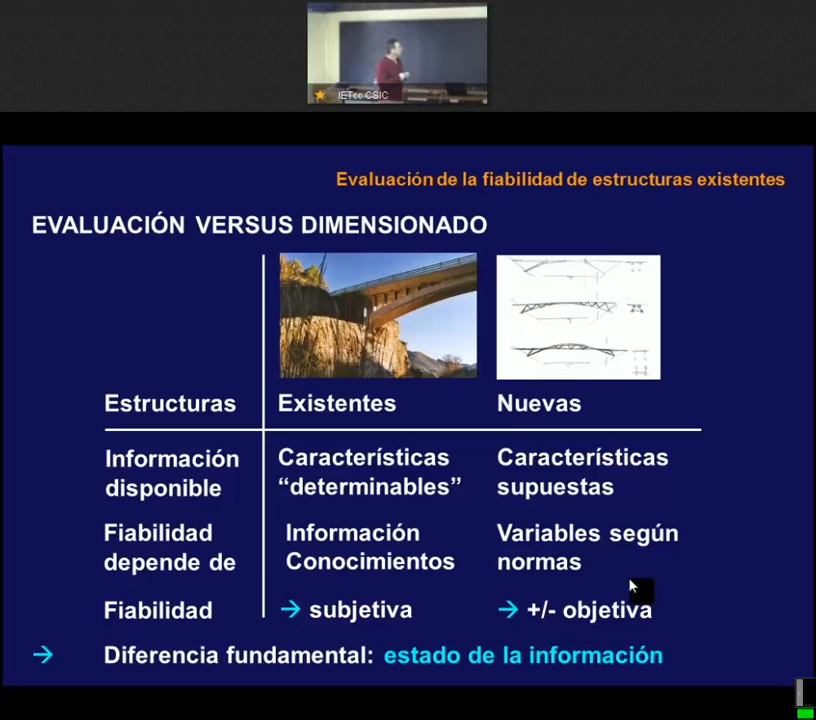 IETcc CSIC
Evaluación de la fiabilidad de estructuras existentes
EVALUACIÓN VERSUS DIMENSIONADO
Estructuras Existentes Nuevas
Información disponible
Características “determinables”
Características supuestas
Fiabilidad depende de
Información Conocimientos
Variables según normas
Fiabilidad → subjetiva → +/- objetiva
→ Diferencia fundamental: estado de la información